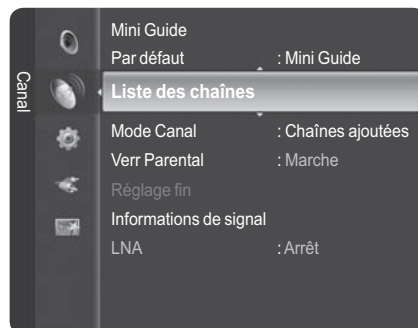 Canal
Mini Guide
Par défaut : Mini Guide
Liste des chaînes
Mode Canal : Chaînes ajoutées
Verr Parental : Marche
Réglage fin
Informations de signal
LNA : Arrêt